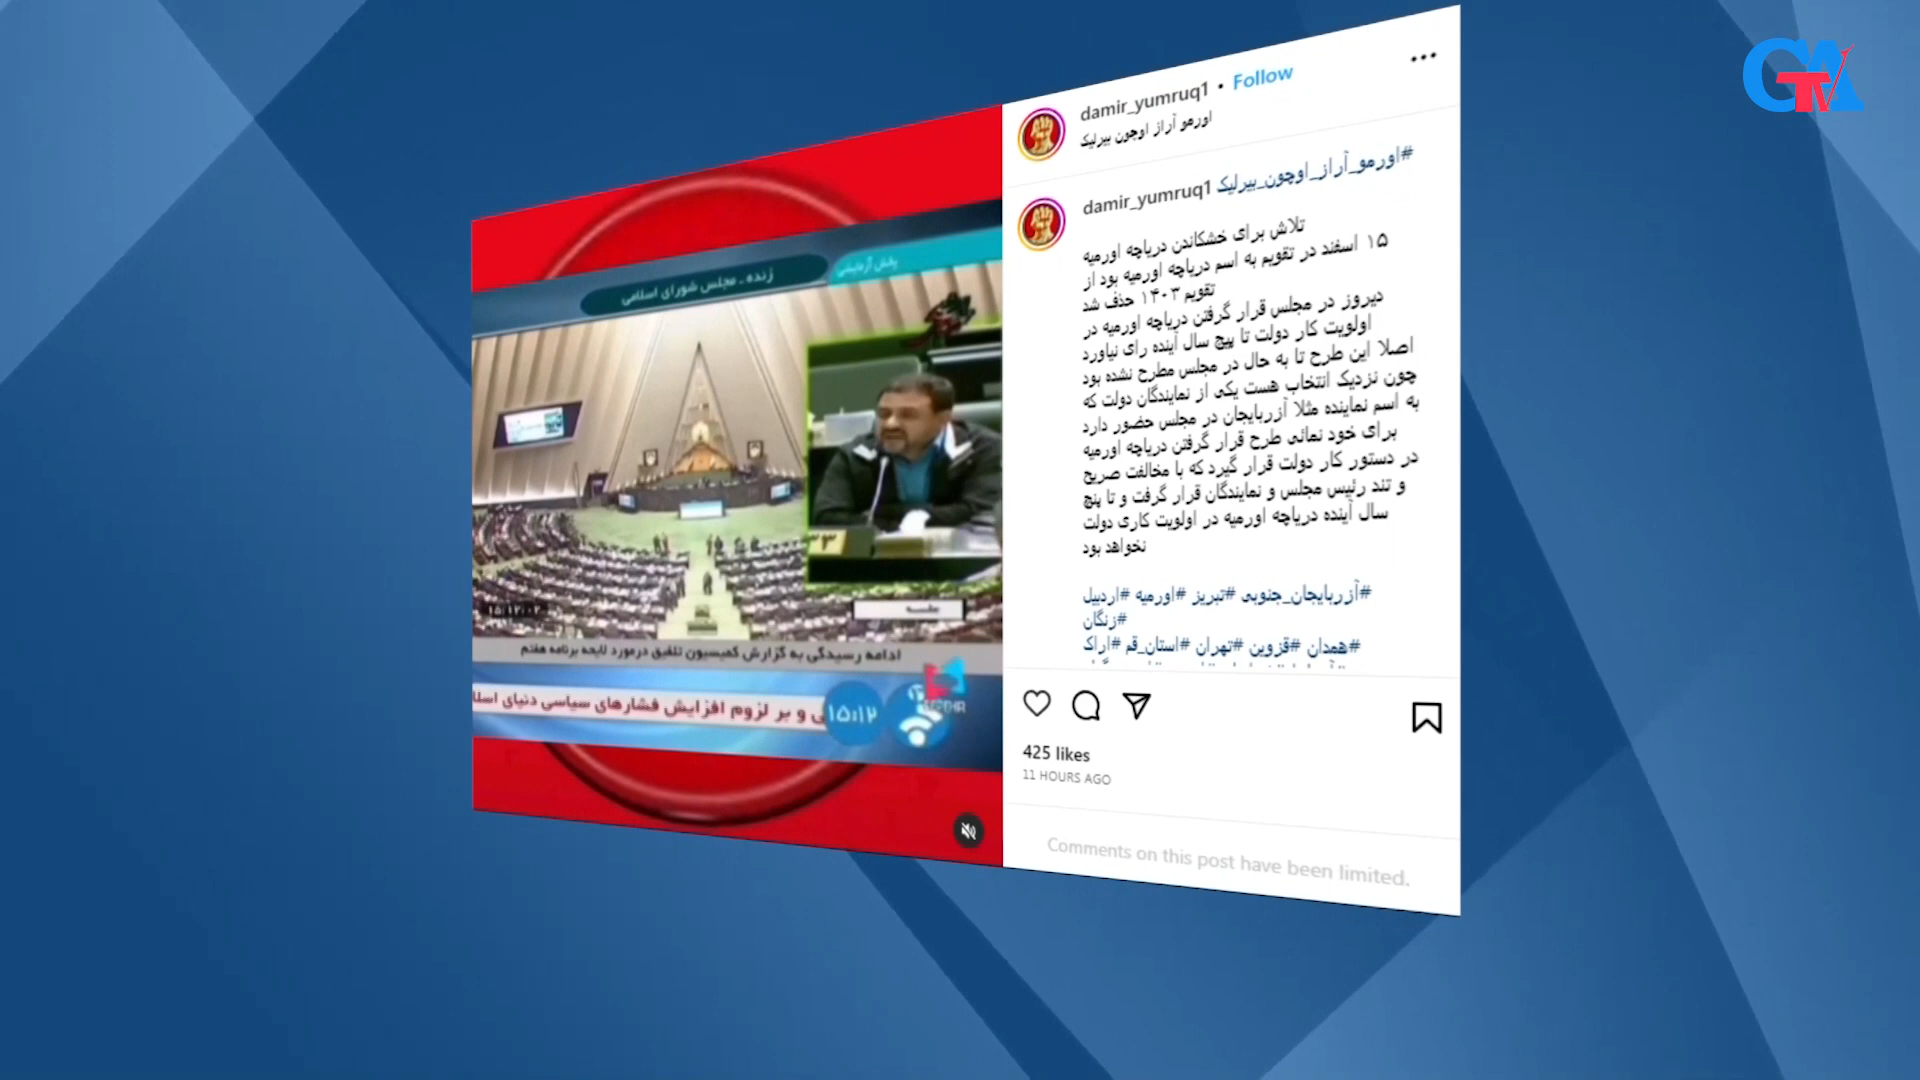 GATV
damir_yumruq1 • Follow
اورمو آراز اوچون بیرلیک
damir_yumruq1 #اورمو_آراز_اوچون_بیرلیک
تلاش برای خشکاندن دریاچه اورمیه
۱۵ اسفند در تقویم به اسم دریاچه اورمیه بود از
تقویم ۱۴۰۳ حذف شد
دیروز در مجلس قرار گرفتن دریاچه اورمیه در
اولویت کار دولت تا پیچ سال آینده رای نیاورد
اصلا این طرح تا به حال در مجلس مطرح نشده بود
چون نزدیک انتخاب هست یکی از نمایندگان دولت که
به اسم نماینده مثلا آزربایجان در مجلس حضور دارد
برای خود نمائی طرح قرار گرفتن دریاچه اورمیه
در دستور کار دولت قرار گیرد که با مخالفت صریح
و تند رئیس مجلس و نمایندگان قرار گرفت و تا پنچ
سال آینده دریاچه اورمیه در اولویت کاری دولت
نخواهد بود
#آزربایجان_جنوبی #تبریز #اورمیه #اردبیل
#زنگان
#همدان #قزوین #تهران #استان_قم #اراک
425 likes
11 HOURS AGO
Comments on this post have been limited.
پخش آزمایشی
زنده - مجلس شورای اسلامی
۳۳
جلسه
ادامه رسیدگی به گزارش کمیسیون تلفیق درمورد لایحه برنامه هفتم
ی و بر لزوم افزایش فشارهای سیاسی دنیای اسلا
۱۵:۱۲